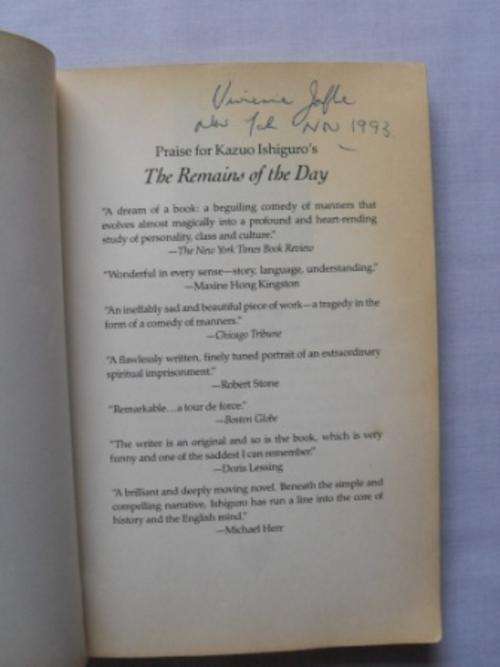 Vivienne
New York NN 1993
Praise for Kazuo Ishiguro's
The Remains of the Day
"A dream of a book: a beguiling comedy of manners that
evolves almost magically into a profound and heart-rending
study of personality, class and culture."
—The New York Times Book Review
"Wonderful in every sense—story, language, understanding."
—Maxine Hong Kingston
"An ineffably sad and beautiful piece of work—a tragedy in the
form of a comedy of manners."
—Chicago Tribune
"A flawlessly written, finely tuned portrait of an extraordinary
spiritual imprisonment."
—Robert Stone
"Remarkable...a tour de force."
—Boston Globe
"The writer is an original and so is the book, which is very
funny and one of the saddest I can remember."
—Doris Lessing
"A brilliant and deeply moving novel. Beneath the simple and
compelling narrative, Ishiguro has run a line into the core of
history and the English mind."
—Michael Herr